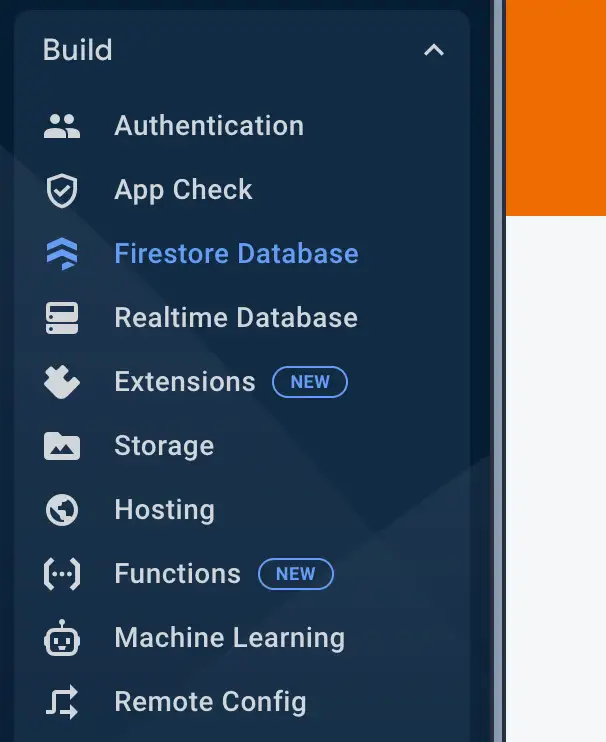 Build
Authentication
App Check
Firestore Database
Realtime Database
Extensions NEW
Storage
Hosting
Functions NEW
Machine Learning
Remote Config